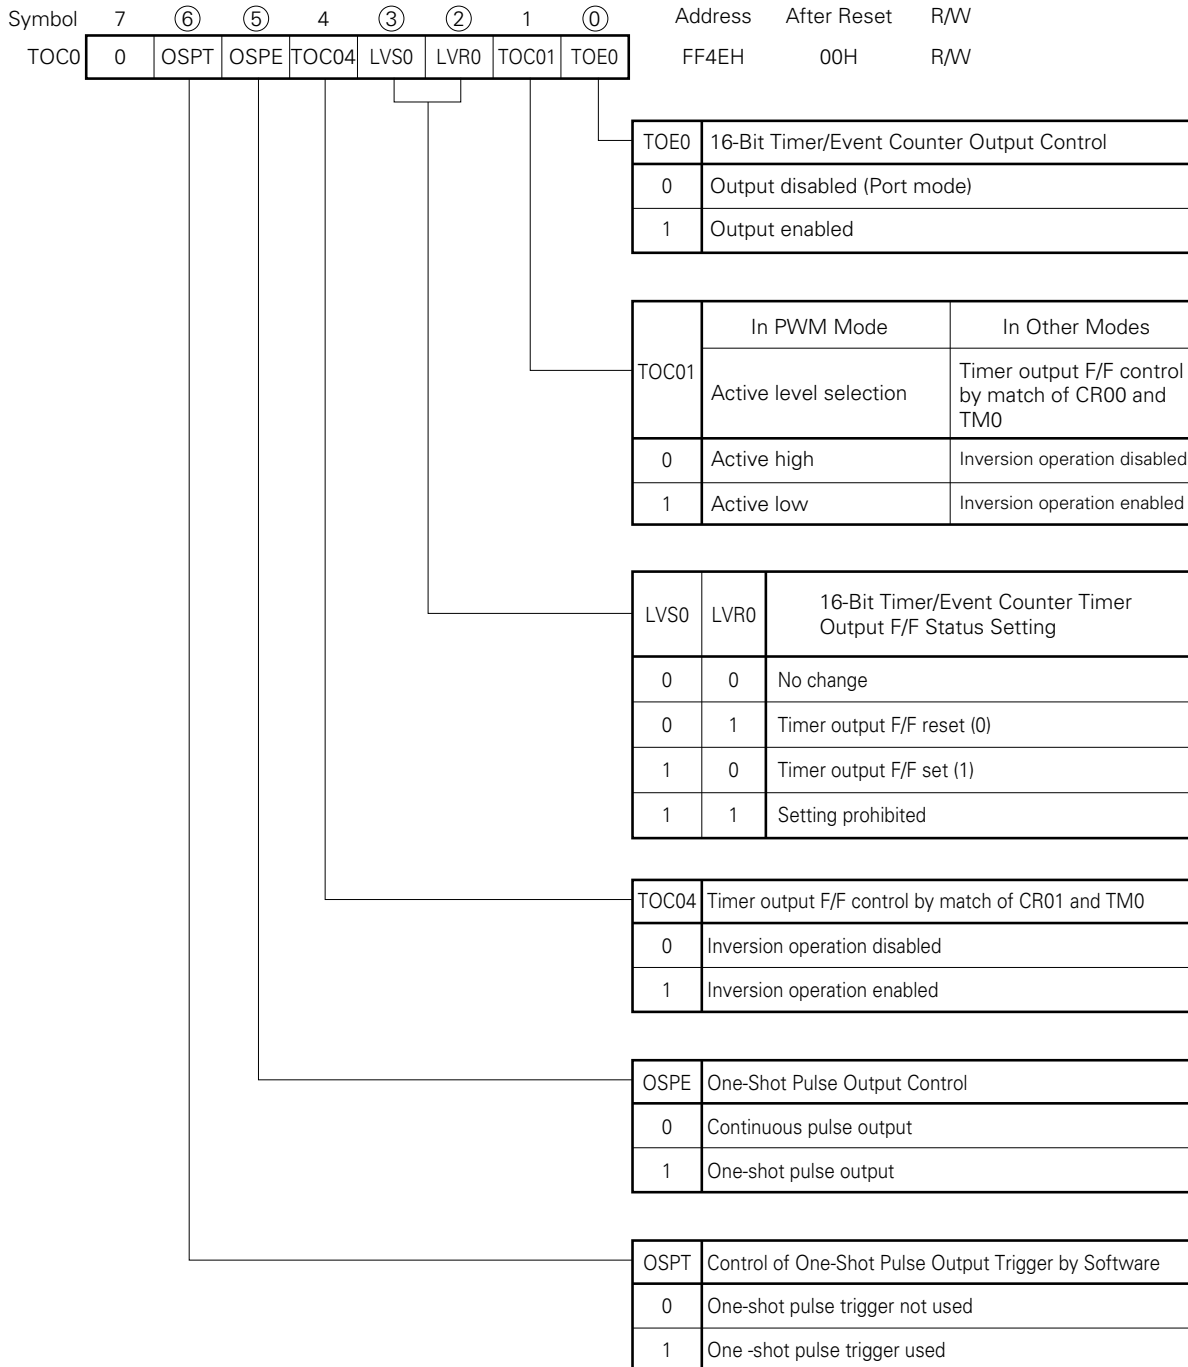 Symbol 7 ⑥ ⑤ 4 ③ ② 1 ⓪ Address After Reset R/W
TOC0 0 OSPT OSPE TOC04 LVS0 LVR0 TOC01 TOE0 FF4EH 00H R/W
TOE0 16-Bit Timer/Event Counter Output Control
0 Output disabled (Port mode)
1 Output enabled
TOC01 In PWM Mode In Other Modes
Active level selection Timer output F/F control
by match of CR00 and
TM0
0 Active high Inversion operation disabled
1 Active low Inversion operation enabled
LVS0 LVR0 16-Bit Timer/Event Counter Timer
Output F/F Status Setting
0 0 No change
0 1 Timer output F/F reset (0)
1 0 Timer output F/F set (1)
1 1 Setting prohibited
TOC04 Timer output F/F control by match of CR01 and TM0
0 Inversion operation disabled
1 Inversion operation enabled
OSPE One-Shot Pulse Output Control
0 Continuous pulse output
1 One-shot pulse output
OSPT Control of One-Shot Pulse Output Trigger by Software
0 One-shot pulse trigger not used
1 One -shot pulse trigger used